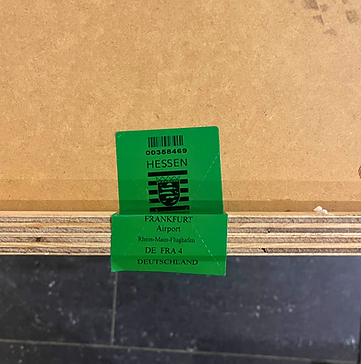 00358469
HESSEN
FRANKFURT
Airport
Rhein-Main-Flughafen
DE FRA 4
DEUTSCHLAND